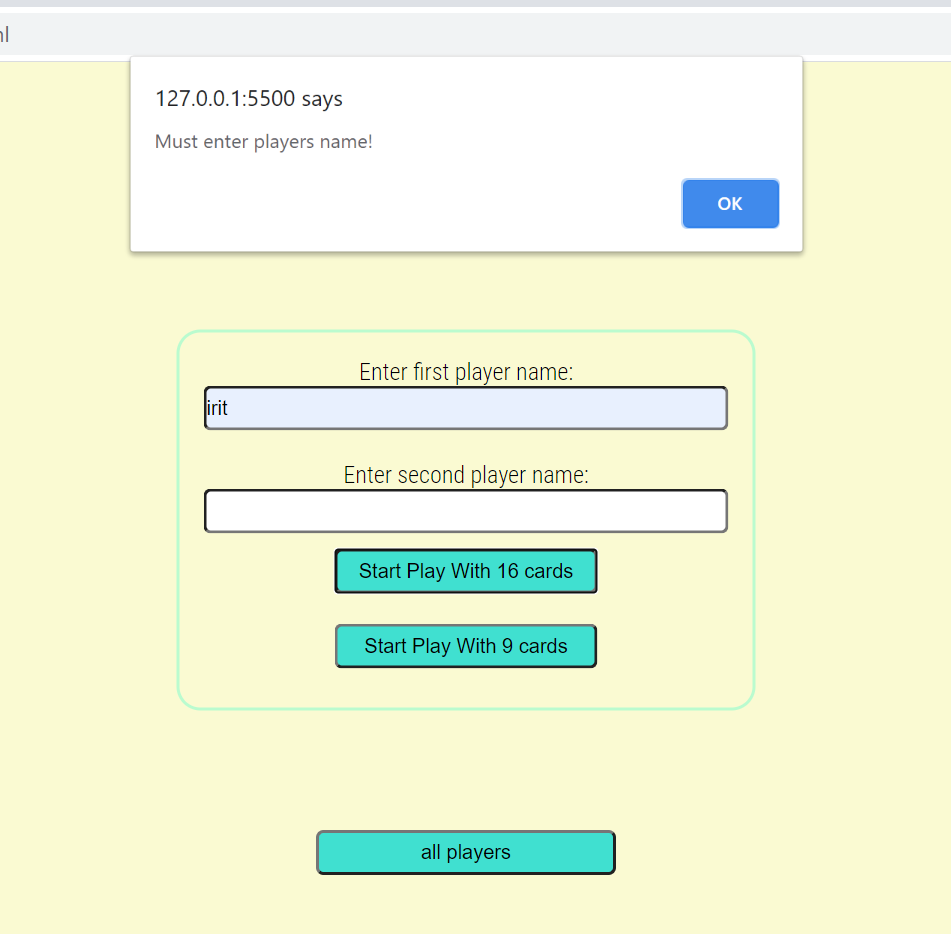 127.0.0.1:5500 says
Must enter players name!
OK
Enter first player name:
irit
Enter second player name:
Start Play With 16 cards
Start Play With 9 cards
all players